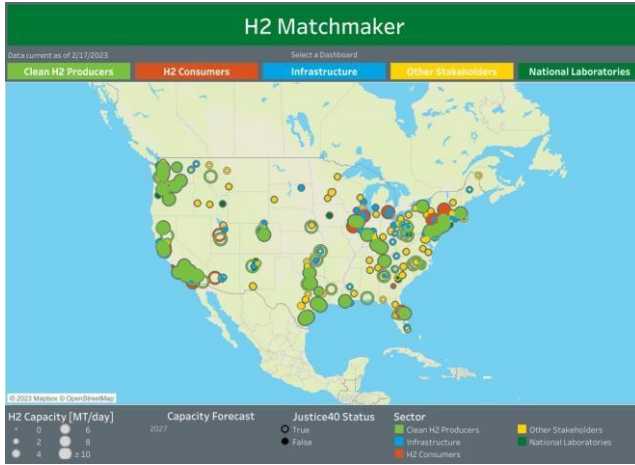 H2 Matchmaker
Data current as of 2/17/2023
Select a Dashboard
Clean H2 Producers
H2 Consumers
Infrastructure
Other Stakeholders
National Laboratories
© 2023 Mapbox © OpenStreetMap
H2 Capacity [MT/day]
0
6
2
8
4
≥ 10
Capacity Forecast
2027
Justice40 Status
True
False
Sector
Clean H2 Producers
Other Stakeholders
Infrastructure
National Laboratories
H2 Consumers